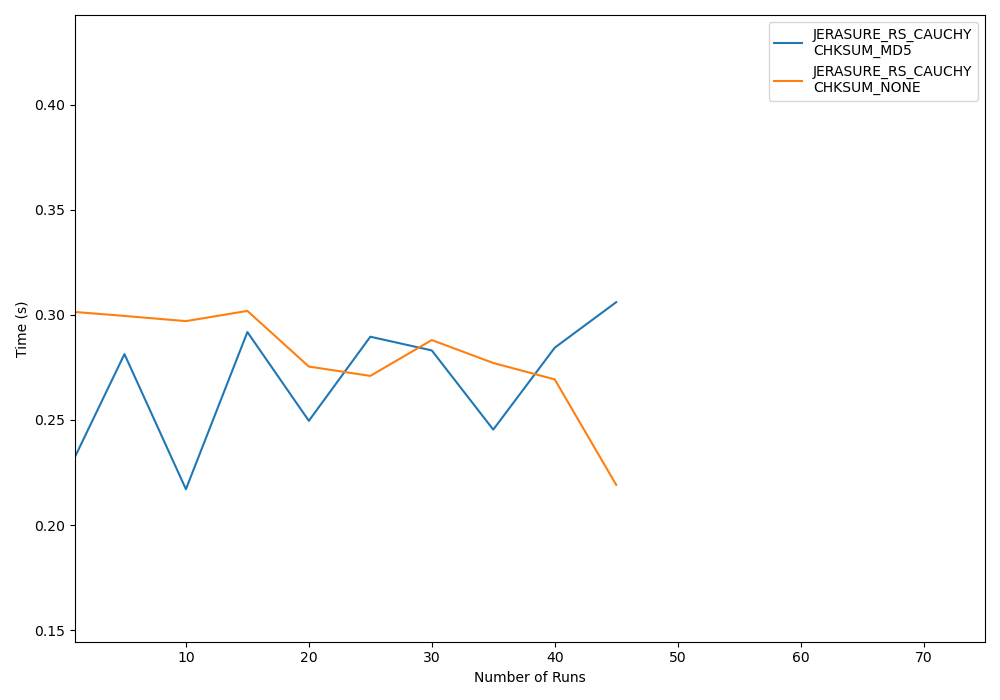 JERASURE_RS_CAUCHY
CHKSUM_MD5
JERASURE_RS_CAUCHY
CHKSUM_NONE
0.40
0.35
0.30
0.25
0.20
0.15
Time (s)
10 20 30 40 50 60 70
Number of Runs